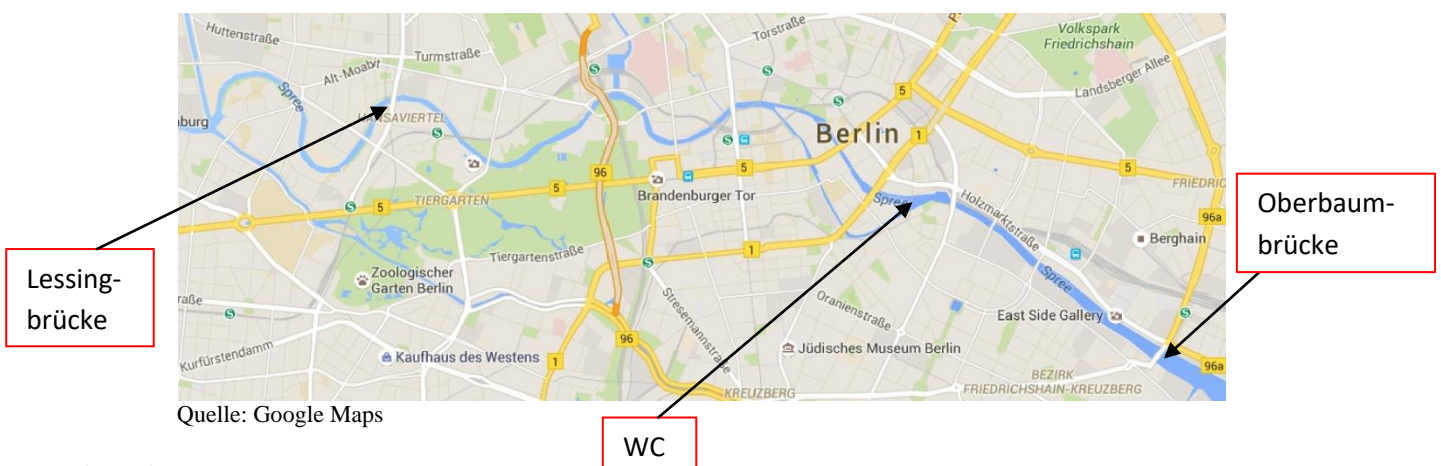 Huttenstraße
Turmstraße
Alt-Moabit
Torstraße
Volkspark
Friedrichshain
Landsberger Allee
Spree
HANSAVIERTEL
5
Berlin
1
5
5
FRIEDRIC
96
5
5
TIERGARTEN
Brandenburger Tor
Spree
Holzmarktstraße
96a
Berghain
Oberbaum-
brücke
Lessing-
brücke
Tiergartenstraße
1
Zoologischer
Garten Berlin
Spree
Oranienstraße
East Side Gallery
raße
Stresemannstraße
96
Kurfürstendamm
Kaufhaus des Westens
1
Jüdisches Museum Berlin
96a
BEZIRK
FRIEDRICHSHAIN-KREUZBERG
KREUZBERG
Quelle: Google Maps
WC